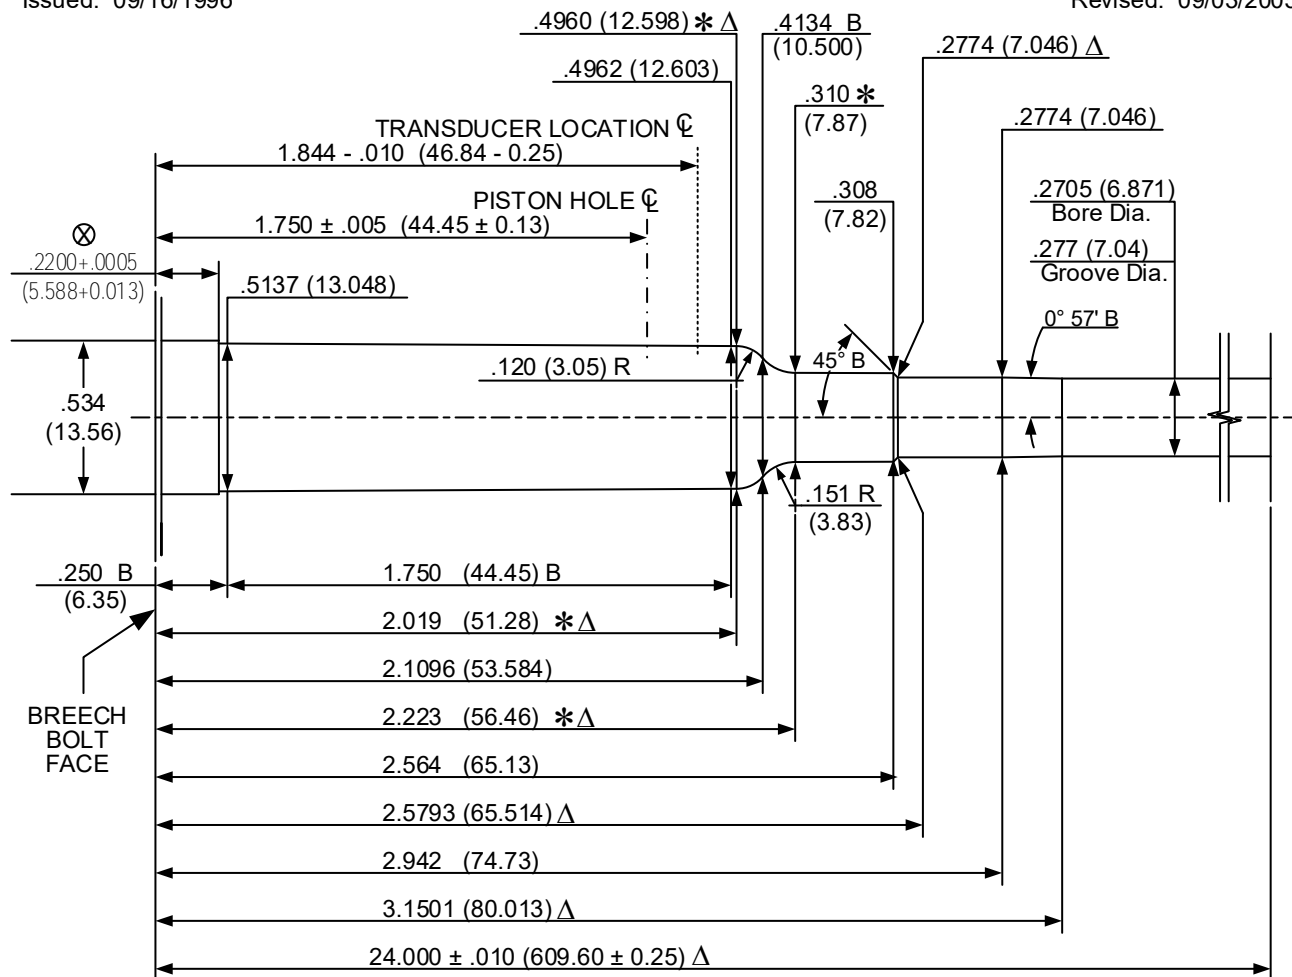 Issued: 09/16/1996
Revised: 09/03/2003
.4960 (12.598) * Δ
.4134 B
(10.500)
.2774 (7.046) Δ
.4962 (12.603)
.310 *
(7.87)
.2774 (7.046)
TRANSDUCER LOCATION ℄
1.844 - .010 (46.84 - 0.25)
.308
(7.82)
.2705 (6.871)
Bore Dia.
PISTON HOLE ℄
1.750 ± .005 (44.45 ± 0.13)
.277 (7.04)
Groove Dia.
⊗
.2200+.0005
(5.588+0.013)
.5137 (13.048)
0° 57' B
.120 (3.05) R
45° B
.534
(13.56)
.151 R
(3.83)
.250 B
(6.35)
1.750 (44.45) B
2.019 (51.28) * Δ
2.1096 (53.584)
BREECH
BOLT
FACE
2.223 (56.46) * Δ
2.564 (65.13)
2.5793 (65.514) Δ
2.942 (74.73)
3.1501 (80.013) Δ
24.000 ± .010 (609.60 ± 0.25) Δ